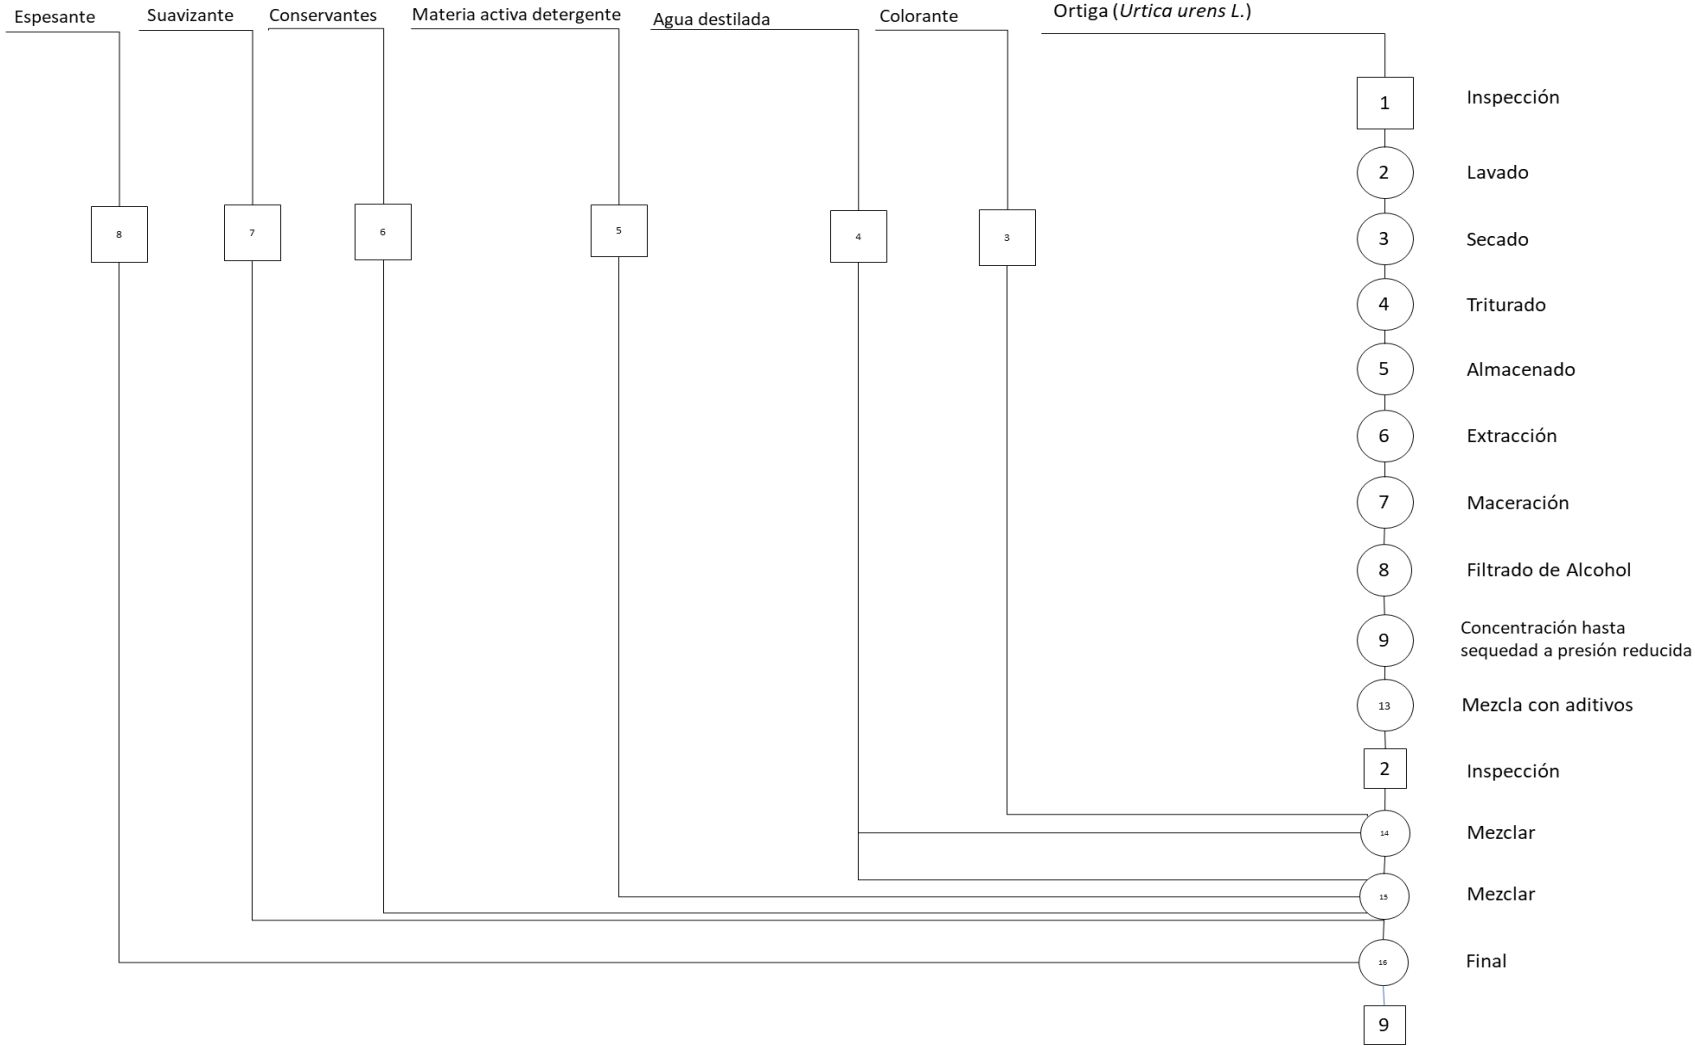 Espesante
Suavizante
Conservantes
Materia activa detergente
Agua destilada
Colorante
Ortiga (Urtica urens L.)
1
Inspección
2
Lavado
8
7
6
5
4
3
3
Secado
4
Triturado
5
Almacenado
6
Extracción
7
Maceración
8
Filtrado de Alcohol
9
Concentración hasta
sequedad a presión reducida
13
Mezcla con aditivos
2
Inspección
14
Mezclar
15
Mezclar
16
Final
9